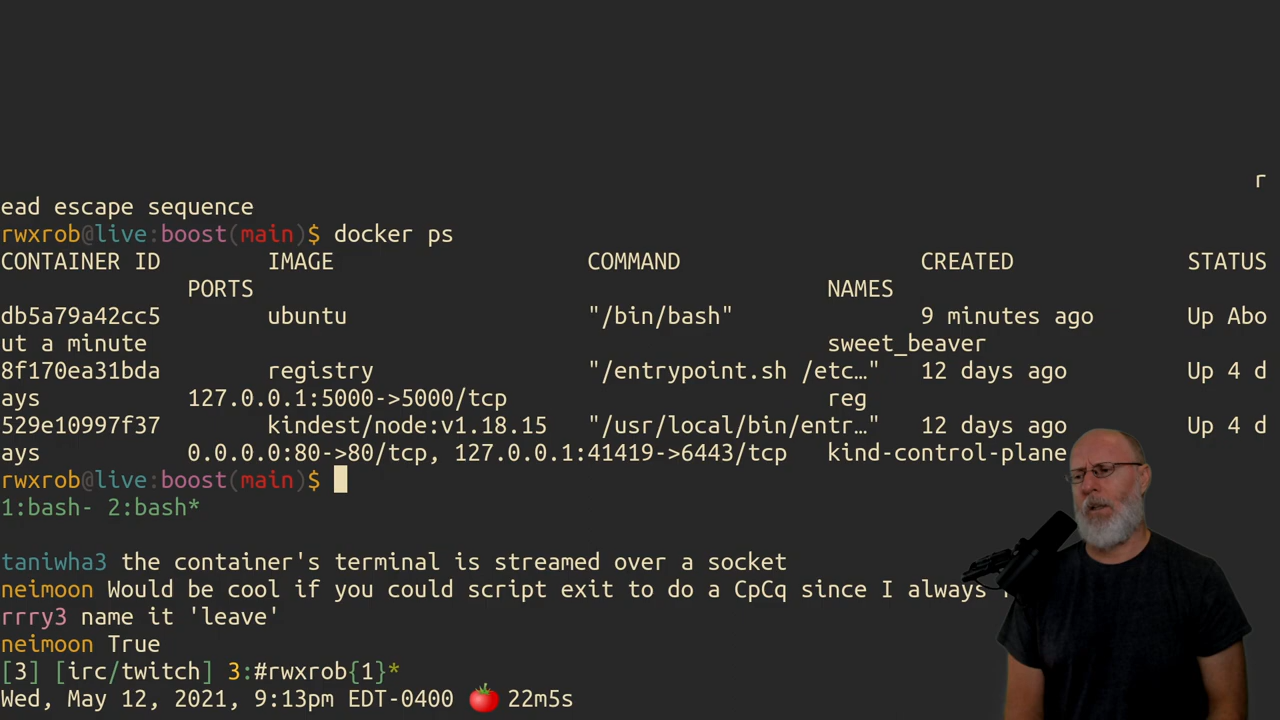 r
ead escape sequence
rwxrob@live:boost(main)$ docker ps
CONTAINER ID IMAGE COMMAND CREATED STATUS
PORTS NAMES
db5a79a42cc5 ubuntu "/bin/bash" 9 minutes ago Up Abo
ut a minute sweet_beaver
8f170ea31bda registry "/entrypoint.sh /etc…" 12 days ago Up 4 d
ays 127.0.0.1:5000->5000/tcp reg
529e10997f37 kindest/node:v1.18.15 "/usr/local/bin/entr…" 12 days ago Up 4 d
ays 0.0.0.0:80->80/tcp, 127.0.0.1:41419->6443/tcp kind-control-plane
rwxrob@live:boost(main)$
1:bash- 2:bash*
taniwha3 the container's terminal is streamed over a socket
neimoon Would be cool if you could script exit to do a CpCq since I always
rrry3 name it 'leave'
neimoon True
[3] [irc/twitch] 3:#rwxrob{1}*
Wed, May 12, 2021, 9:13pm EDT-0400 🍅 22m5s